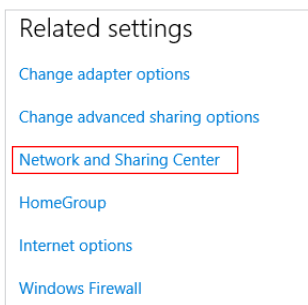 Related settings
Change adapter options
Change advanced sharing options
Network and Sharing Center
HomeGroup
Internet options
Windows Firewall